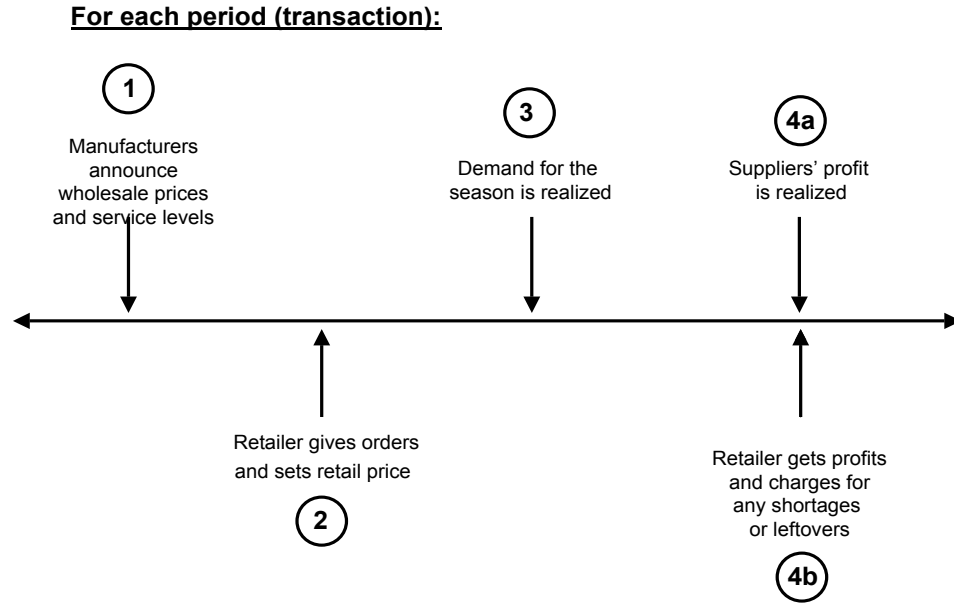 For each period (transaction):
1
Manufacturers
announce
wholesale prices
and service levels
Retailer gives orders
and sets retail price
2
3
Demand for the
season is realized
4a
Suppliers’ profit
is realized
Retailer gets profits
and charges for
any shortages
or leftovers
4b